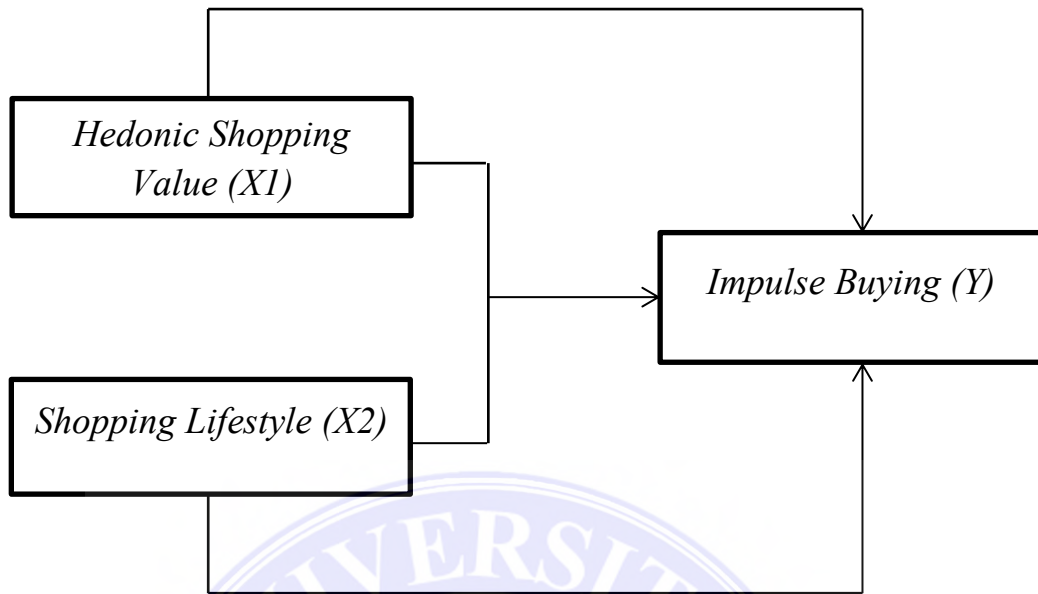 Hedonic Shopping
Value (X1)
Impulse Buying (Y)
Shopping Lifestyle (X2)